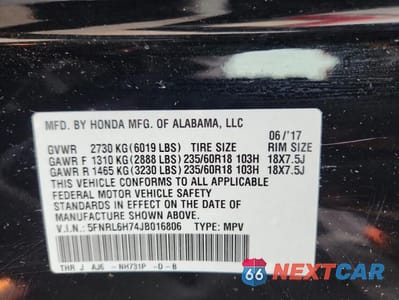 MFD. BY HONDA MFG. OF ALABAMA, LLC
06/'17
GVWR 2730 KG(6019 LBS) TIRE SIZE RIM SIZE
GAWR F 1310 KG(2888 LBS)235/60R18 103H 18X7.5J
GAWR R 1465 KG(3230 LBS)235/60R18 103H 18X7.5J
THIS VEHICLE CONFORMS TO ALL APPLICABLE
FEDERAL MOTOR VEHICLE SAFETY
STANDARDS IN EFFECT ON THE DATE OF
MANUFACTURE SHOWN ABOVE.
V.I.N.: 5FNRL6H74JB016806 TYPE: MPV
THR J AJ6 -NH731P -D-B
66 NEXTCAR